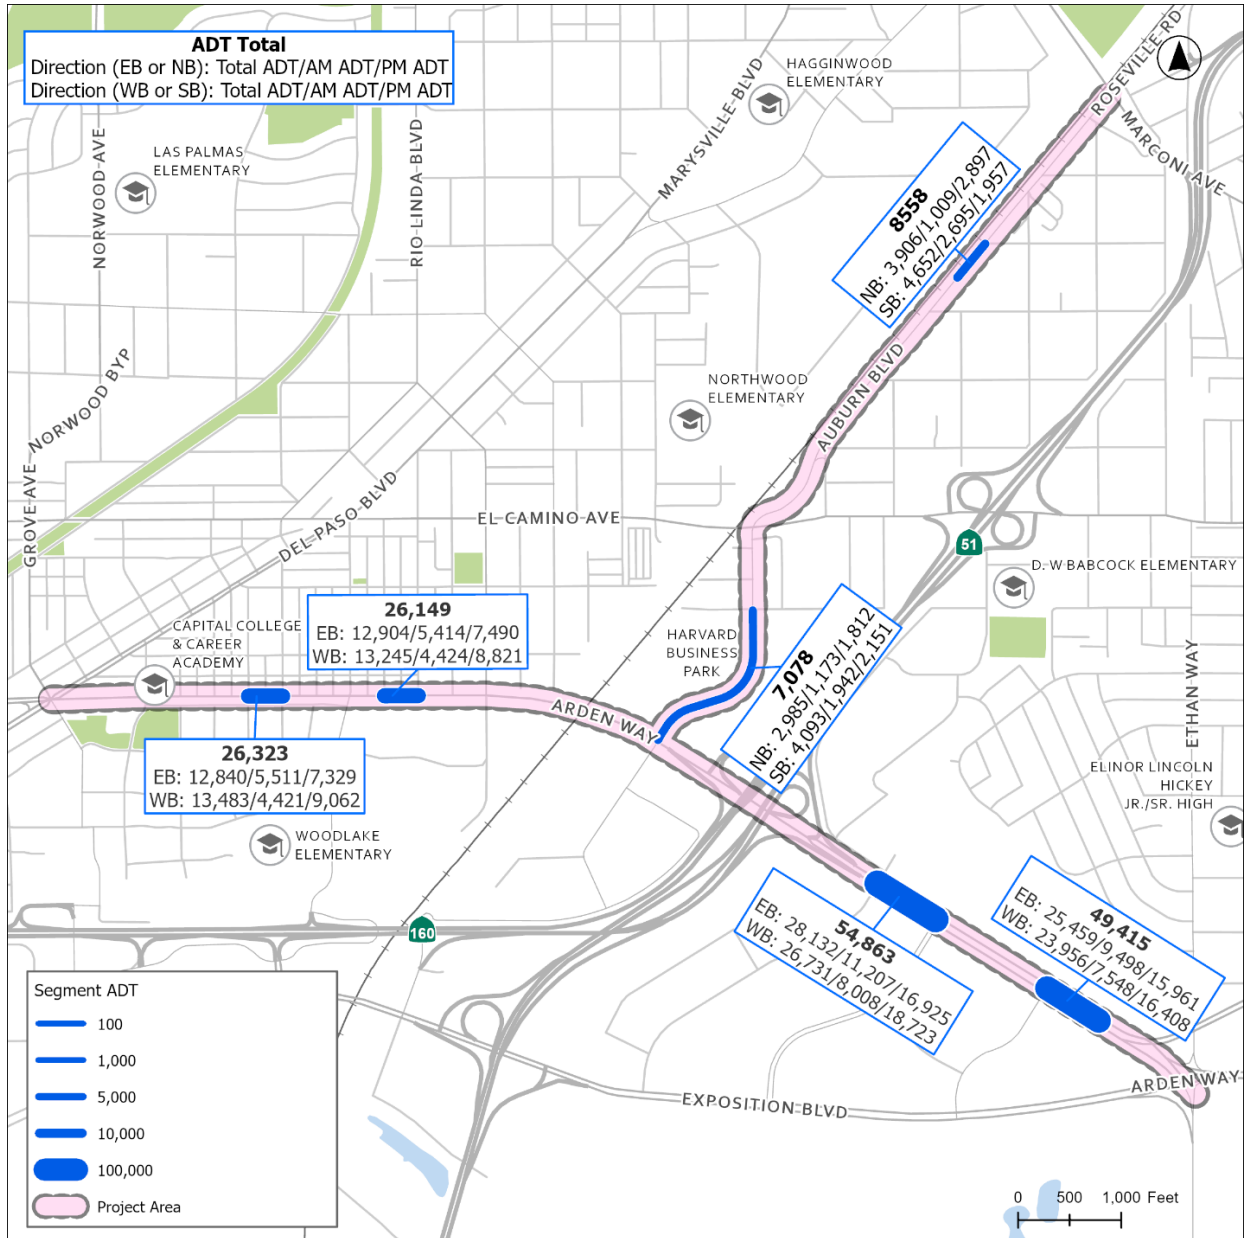 ADT Total
Direction (EB or NB): Total ADT/AM ADT/PM ADT
Direction (WB or SB): Total ADT/AM ADT/PM ADT
ROSEVILLE RD
MARCONI AVE
HAGGINWOOD
ELEMENTARY
MARYSVILLE BLVD
RIO LINDA BLVD
NORWOOD AVE
LAS PALMAS
ELEMENTARY
8558
NB: 3,906/1,009/2,897
SB: 4,652/2,695/1,957
NORWOOD BYP
GROVE AVE
NORTHWOOD
ELEMENTARY
AUBURN BLVD
DEL PASO BLVD
EL CAMINO AVE
51
D. W BABCOCK ELEMENTARY
26,149
EB: 12,904/5,414/7,490
WB: 13,245/4,424/8,821
CAPITAL COLLEGE
& CAREER
ACADEMY
HARVARD
BUSINESS
PARK
7,078
NB: 2,985/1,173/1,812
SB: 4,093/1,942/2,151
ETHAN WAY
ARDEN WAY
26,323
EB: 12,840/5,511/7,329
WB: 13,483/4,421/9,062
ELINOR LINCOLN
HICKEY
JR./SR. HIGH
WOODLAKE
ELEMENTARY
160
54,863
EB: 28,132/11,207/16,925
WB: 26,731/8,008/18,723
49,415
EB: 25,459/9,498/15,961
WB: 23,956/7,548/16,408
ARDEN WAY
EXPOSITION BLVD
Segment ADT
100
1,000
5,000
10,000
100,000
Project Area
0 500 1,000 Feet